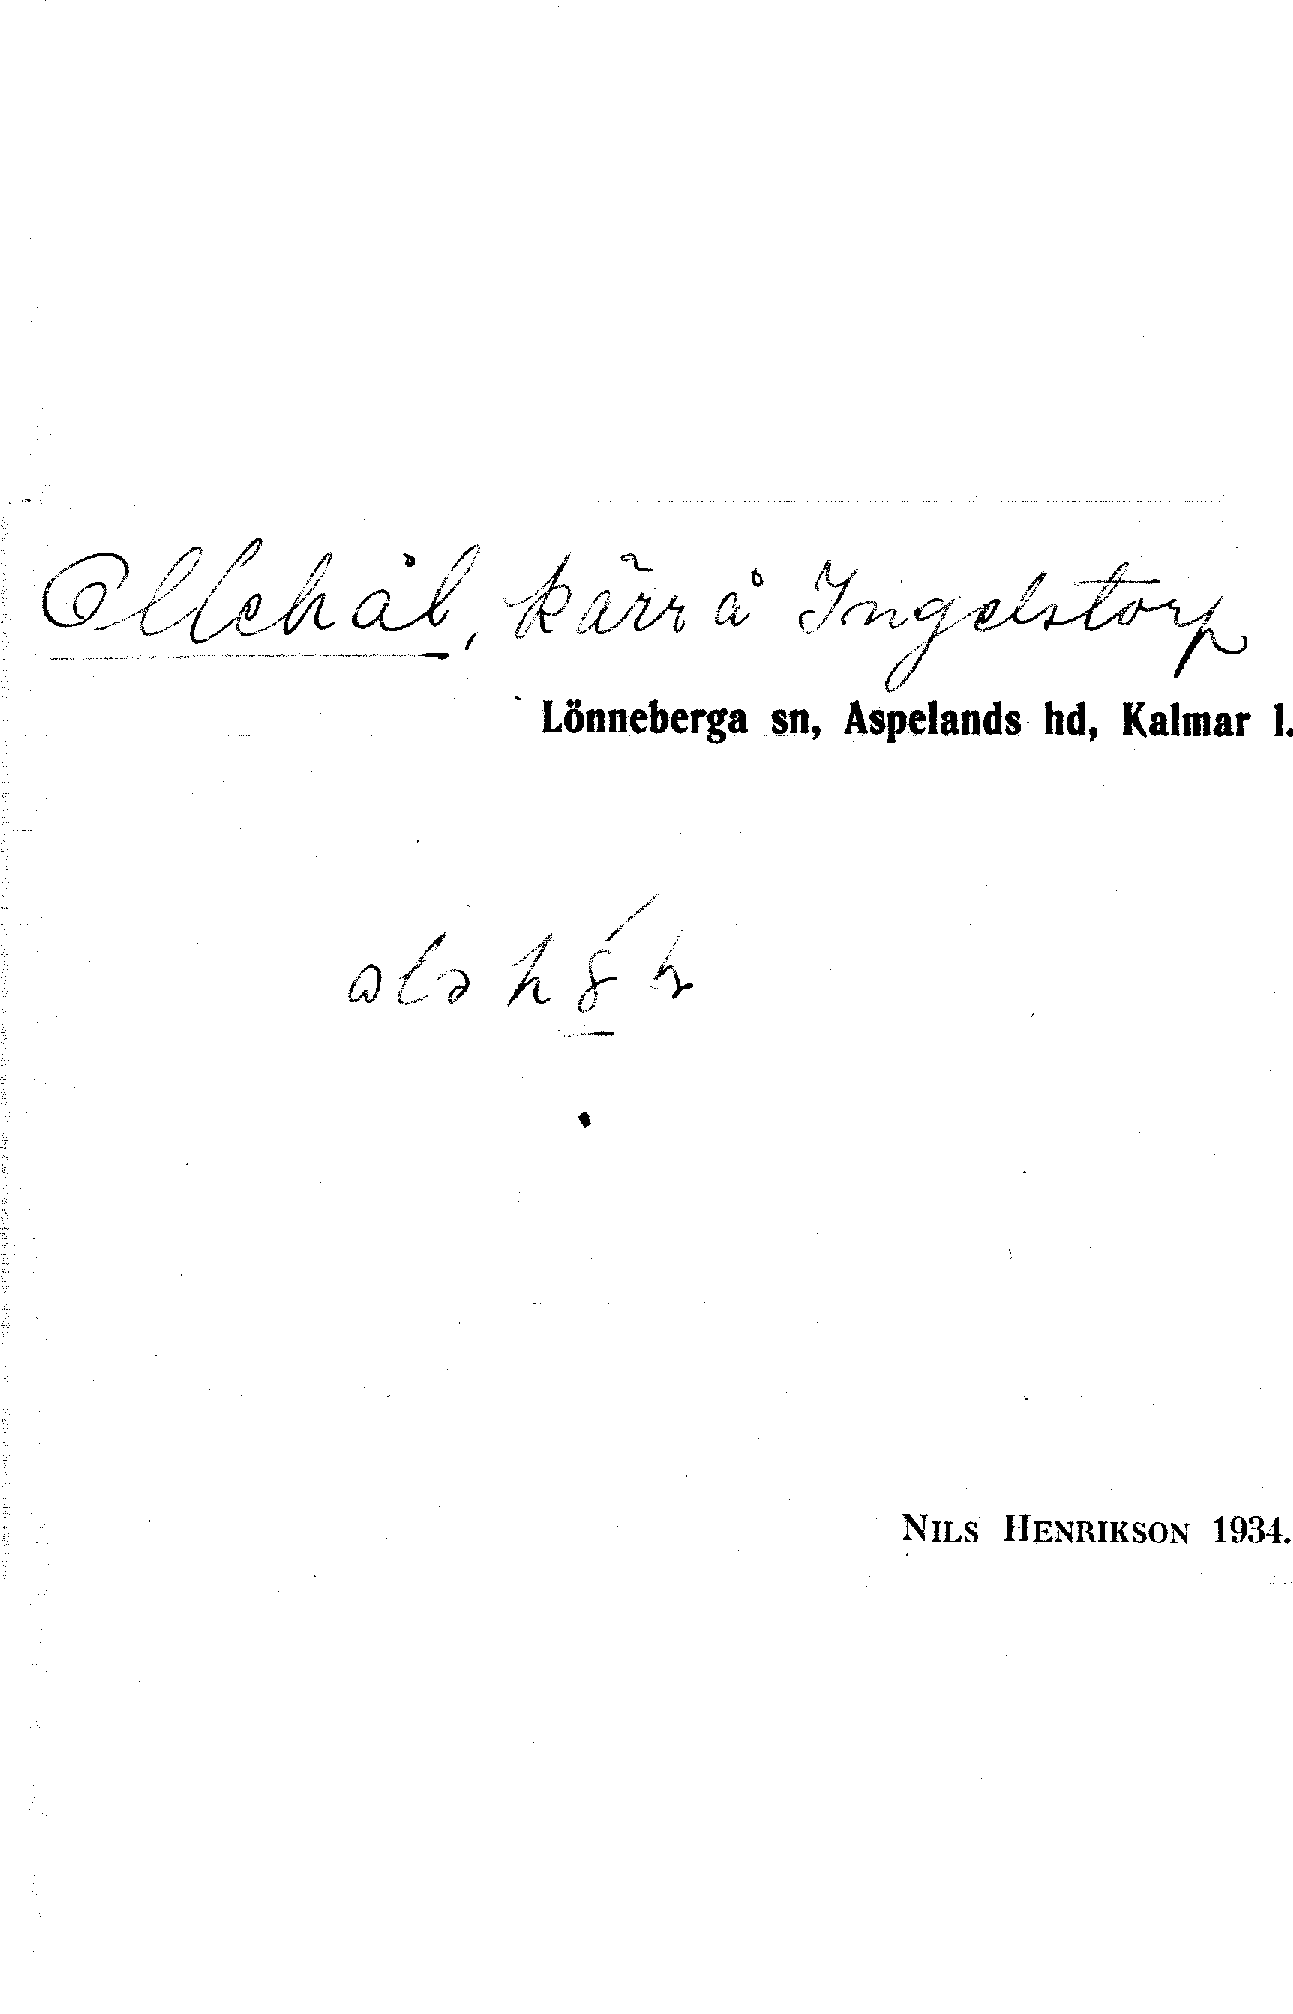 Ollehål, kärr å Ingelstorp
Lönneberga sn, Aspelands hd, Kalmar l.
NILS HENRIKSON 1934.